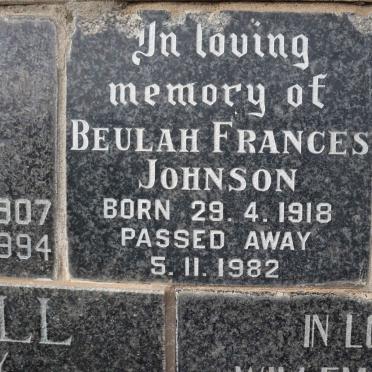 In loving
memory of
BEULAH FRANCES
JOHNSON
BORN 29. 4. 1918
PASSED AWAY
5. 11. 1982
907
994
LL
IN LO